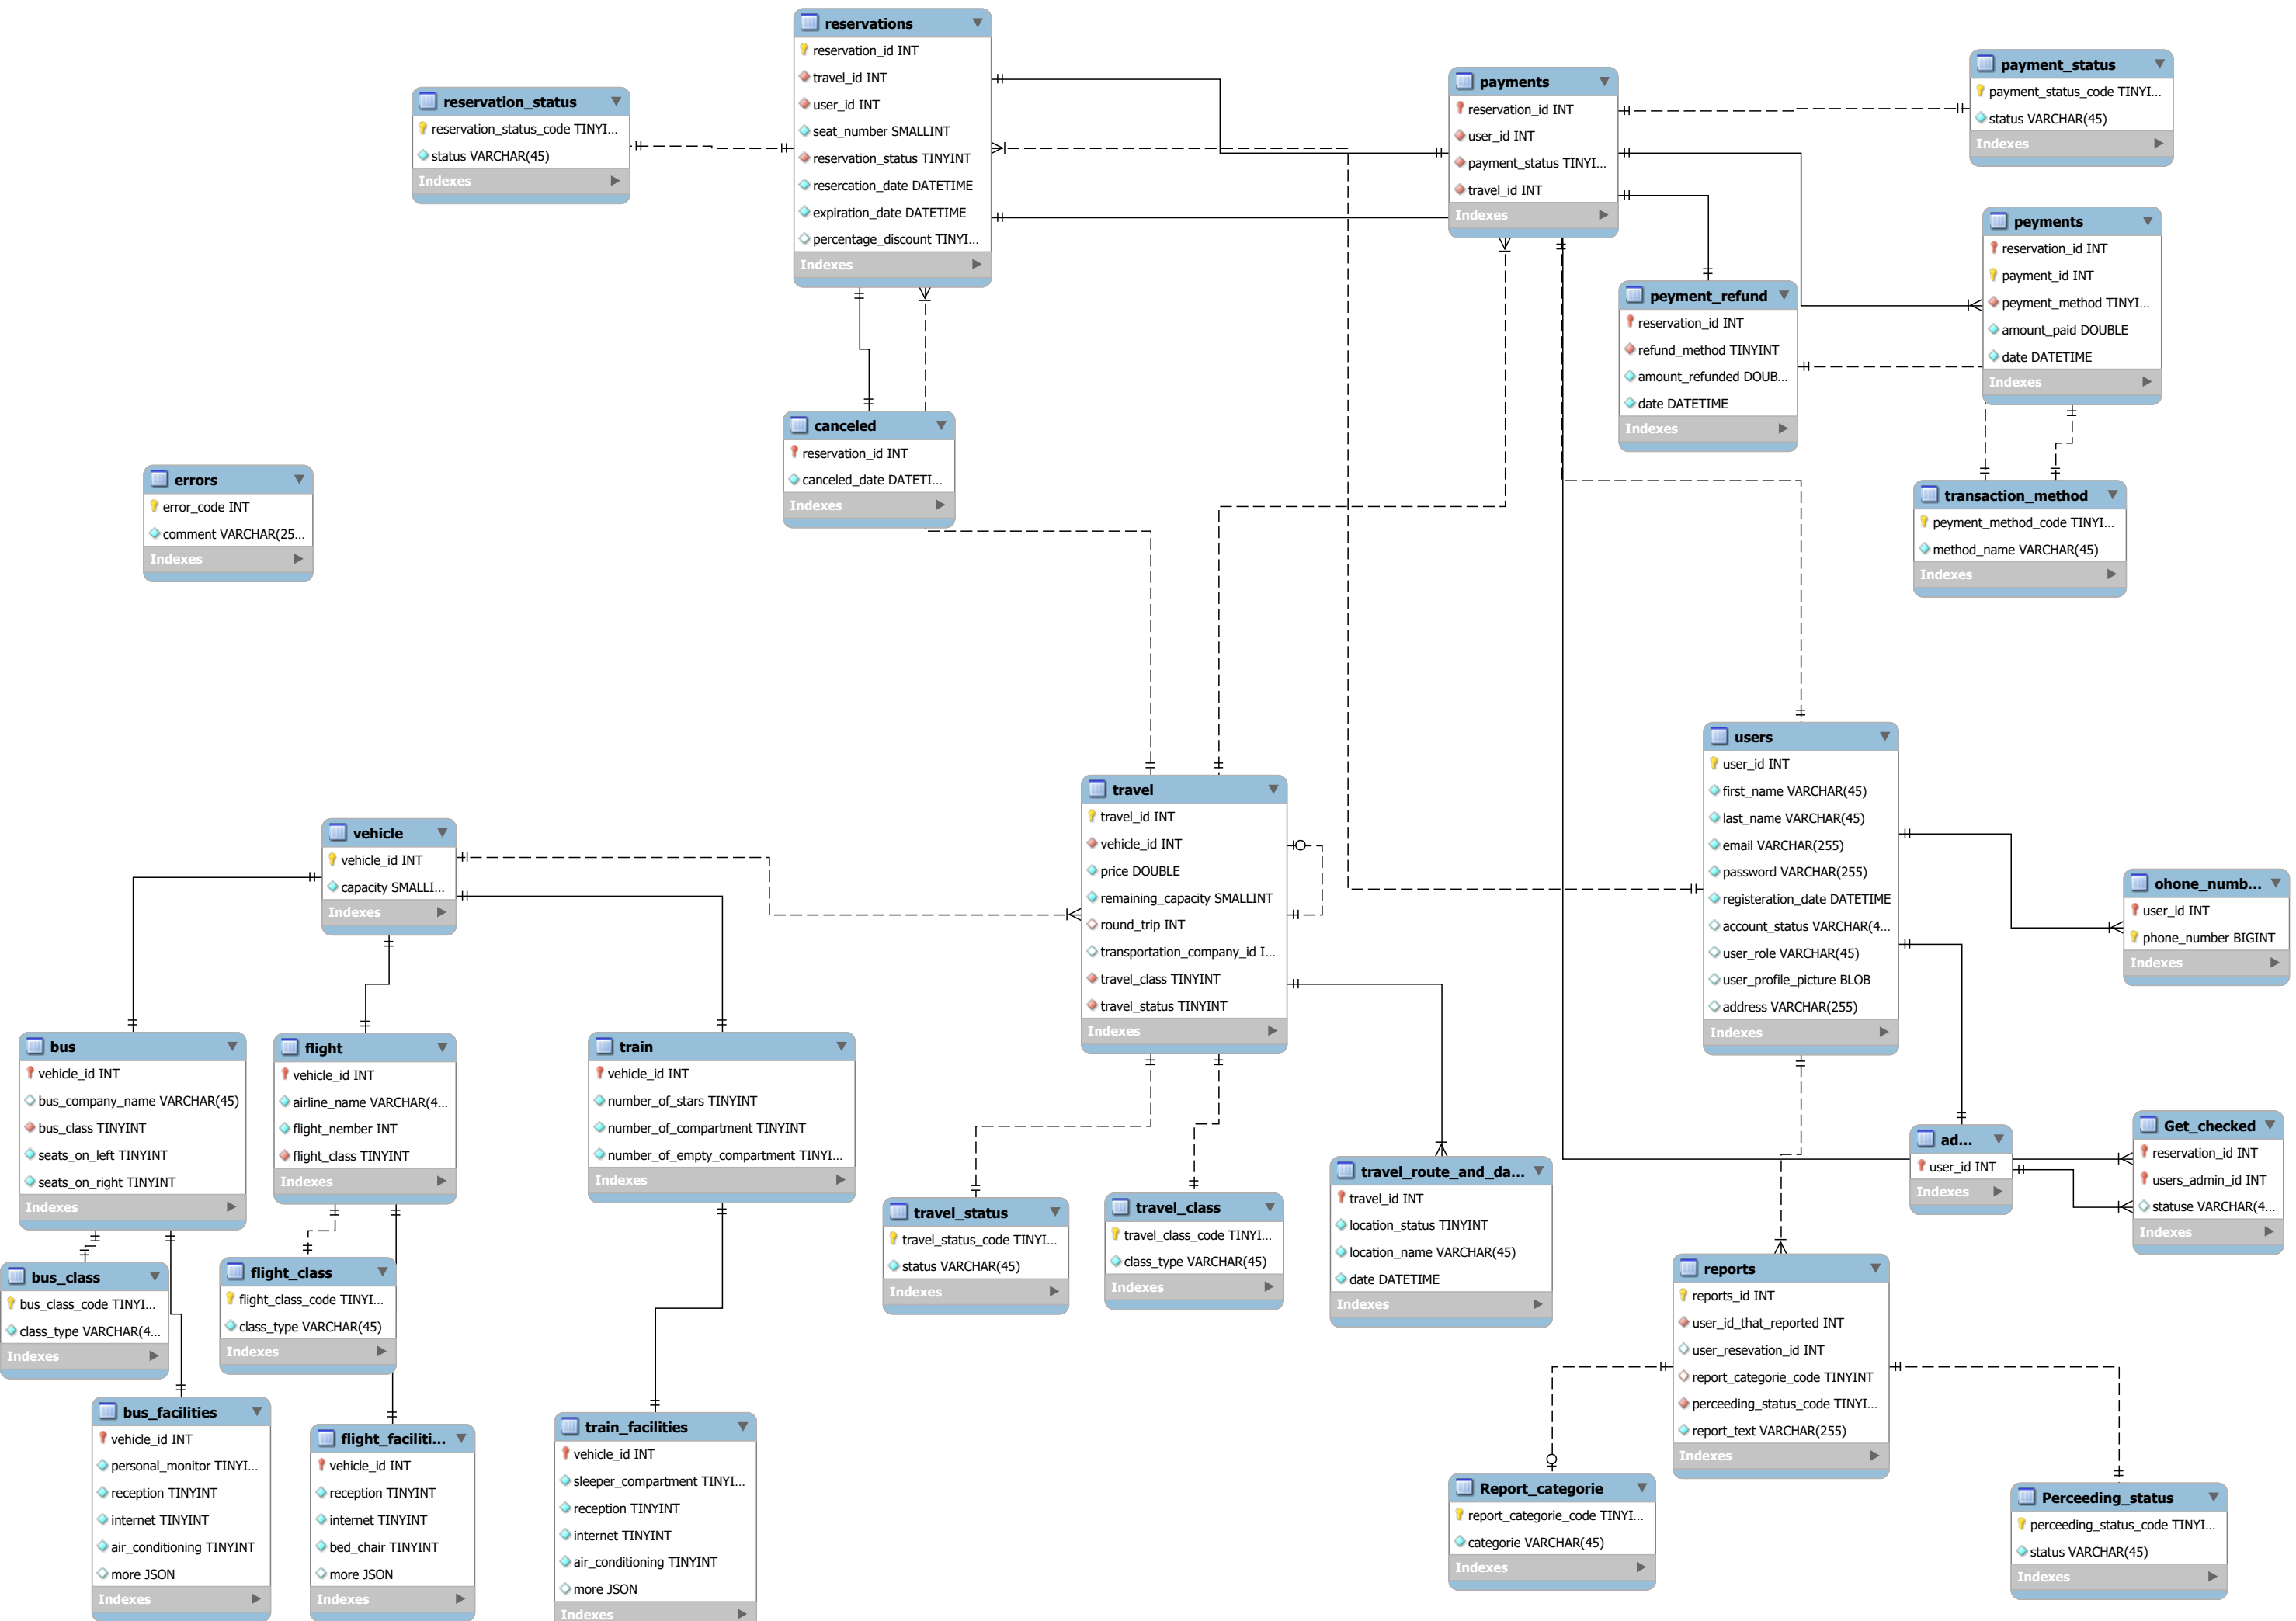 reservations
reservation_id INT
travel_id INT
user_id INT
seat_number SMALLINT
reservation_status TINYINT
resercation_date DATETIME
expiration_date DATETIME
percentage_discount TINYI...
Indexes
reservation_status
reservation_status_code TINYI...
status VARCHAR(45)
Indexes
payments
reservation_id INT
user_id INT
payment_status TINYI...
travel_id INT
Indexes
payment_status
payment_status_code TINYI...
status VARCHAR(45)
Indexes
peyments
reservation_id INT
payment_id INT
peyment_method TINYI...
amount_paid DOUBLE
date DATETIME
Indexes
peyment_refund
reservation_id INT
refund_method TINYINT
amount_refunded DOUB...
date DATETIME
Indexes
canceled
reservation_id INT
canceled_date DATETI...
Indexes
errors
error_code INT
comment VARCHAR(25...
Indexes
transaction_method
peyment_method_code TINYI...
method_name VARCHAR(45)
Indexes
users
user_id INT
first_name VARCHAR(45)
last_name VARCHAR(45)
email VARCHAR(255)
password VARCHAR(255)
registeration_date DATETIME
account_status VARCHAR(4...
user_role VARCHAR(45)
user_profile_picture BLOB
address VARCHAR(255)
Indexes
travel
travel_id INT
vehicle_id INT
price DOUBLE
remaining_capacity SMALLINT
round_trip INT
transportation_company_id I...
travel_class TINYINT
travel_status TINYINT
Indexes
vehicle
vehicle_id INT
capacity SMALLI...
Indexes
ohone_numb...
user_id INT
phone_number BIGINT
Indexes
bus
vehicle_id INT
bus_company_name VARCHAR(45)
bus_class TINYINT
seats_on_left TINYINT
seats_on_right TINYINT
Indexes
flight
vehicle_id INT
airline_name VARCHAR(4...
flight_nember INT
flight_class TINYINT
Indexes
train
vehicle_id INT
number_of_stars TINYINT
number_of_compartment TINYINT
number_of_empty_compartment TINYI...
Indexes
ad...
user_id INT
Indexes
Get_checked
reservation_id INT
users_admin_id INT
statuse VARCHAR(4...
Indexes
travel_status
travel_status_code TINYI...
status VARCHAR(45)
Indexes
travel_class
travel_class_code TINYI...
class_type VARCHAR(45)
Indexes
travel_route_and_da...
travel_id INT
location_status TINYINT
location_name VARCHAR(45)
date DATETIME
Indexes
bus_class
bus_class_code TINYI...
class_type VARCHAR(4...
Indexes
flight_class
flight_class_code TINYI...
class_type VARCHAR(45)
Indexes
reports
reports_id INT
user_id_that_reported INT
user_resevation_id INT
report_categorie_code TINYINT
perceeding_status_code TINYI...
report_text VARCHAR(255)
Indexes
bus_facilities
vehicle_id INT
personal_monitor TINYI...
reception TINYINT
internet TINYINT
air_conditioning TINYINT
more JSON
Indexes
flight_faciliti...
vehicle_id INT
reception TINYINT
internet TINYINT
bed_chair TINYINT
more JSON
Indexes
train_facilities
vehicle_id INT
sleeper_compartment TINYI...
reception TINYINT
internet TINYINT
air_conditioning TINYINT
more JSON
Indexes
Report_categorie
report_categorie_code TINYI...
categorie VARCHAR(45)
Indexes
Perceeding_status
perceeding_status_code TINYI...
status VARCHAR(45)
Indexes